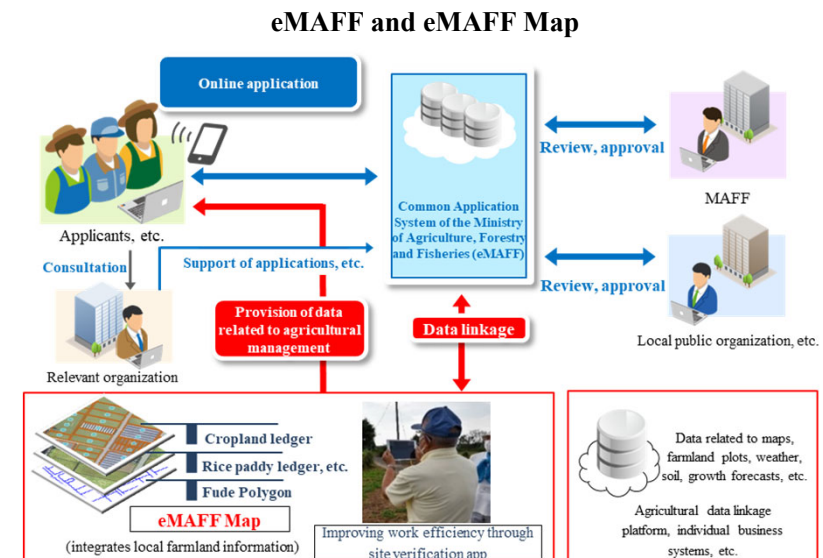 eMAFF and eMAFF Map
Online application
Common Application
System of the Ministry
of Agriculture, Forestry
and Fisheries (eMAFF)
Review, approval
MAFF
Review, approval
Local public organization, etc.
Applicants, etc.
Consultation
Support of applications, etc.
Relevant organization
Provision of data
related to agricultural
management
Data linkage
Cropland ledger
Rice paddy ledger, etc.
Fude Polygon
eMAFF Map
(integrates local farmland information)
Improving work efficiency through
site verification app
Data related to maps,
farmland plots, weather,
soil, growth forecasts, etc.
Agricultural data linkage
platform, individual business
systems, etc.